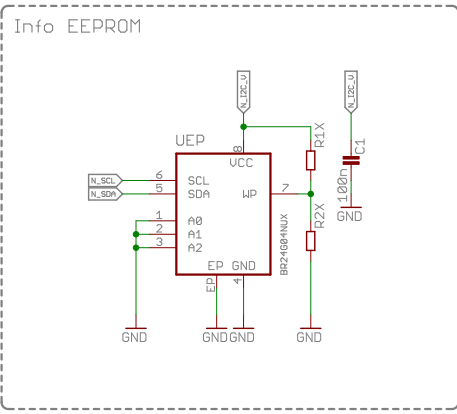 Info EEPROM
N_I2C_V
N_I2C_V
UEP
8
VCC
R1X
C1
100n
GND
N_SCL
6
SCL
N_SDA
5
SDA
WP
7
1
A0
2
A1
3
A2
R2X
BR24G04NUX
EP
GND
EP
4
GND
GND
GND
GND